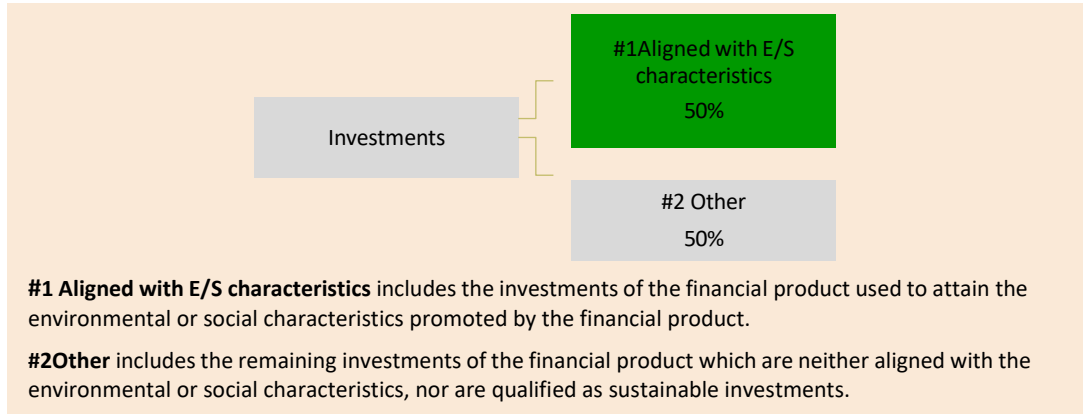 #1Aligned with E/S
characteristics
50%
Investments
#2 Other
50%
#1 Aligned with E/S characteristics includes the investments of the financial product used to attain the
environmental or social characteristics promoted by the financial product.
#2Other includes the remaining investments of the financial product which are neither aligned with the
environmental or social characteristics, nor are qualified as sustainable investments.